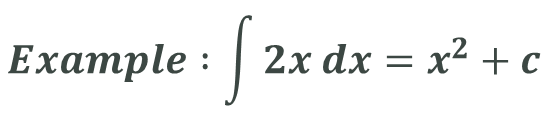 Example : ∫ 2x dx = x² + c